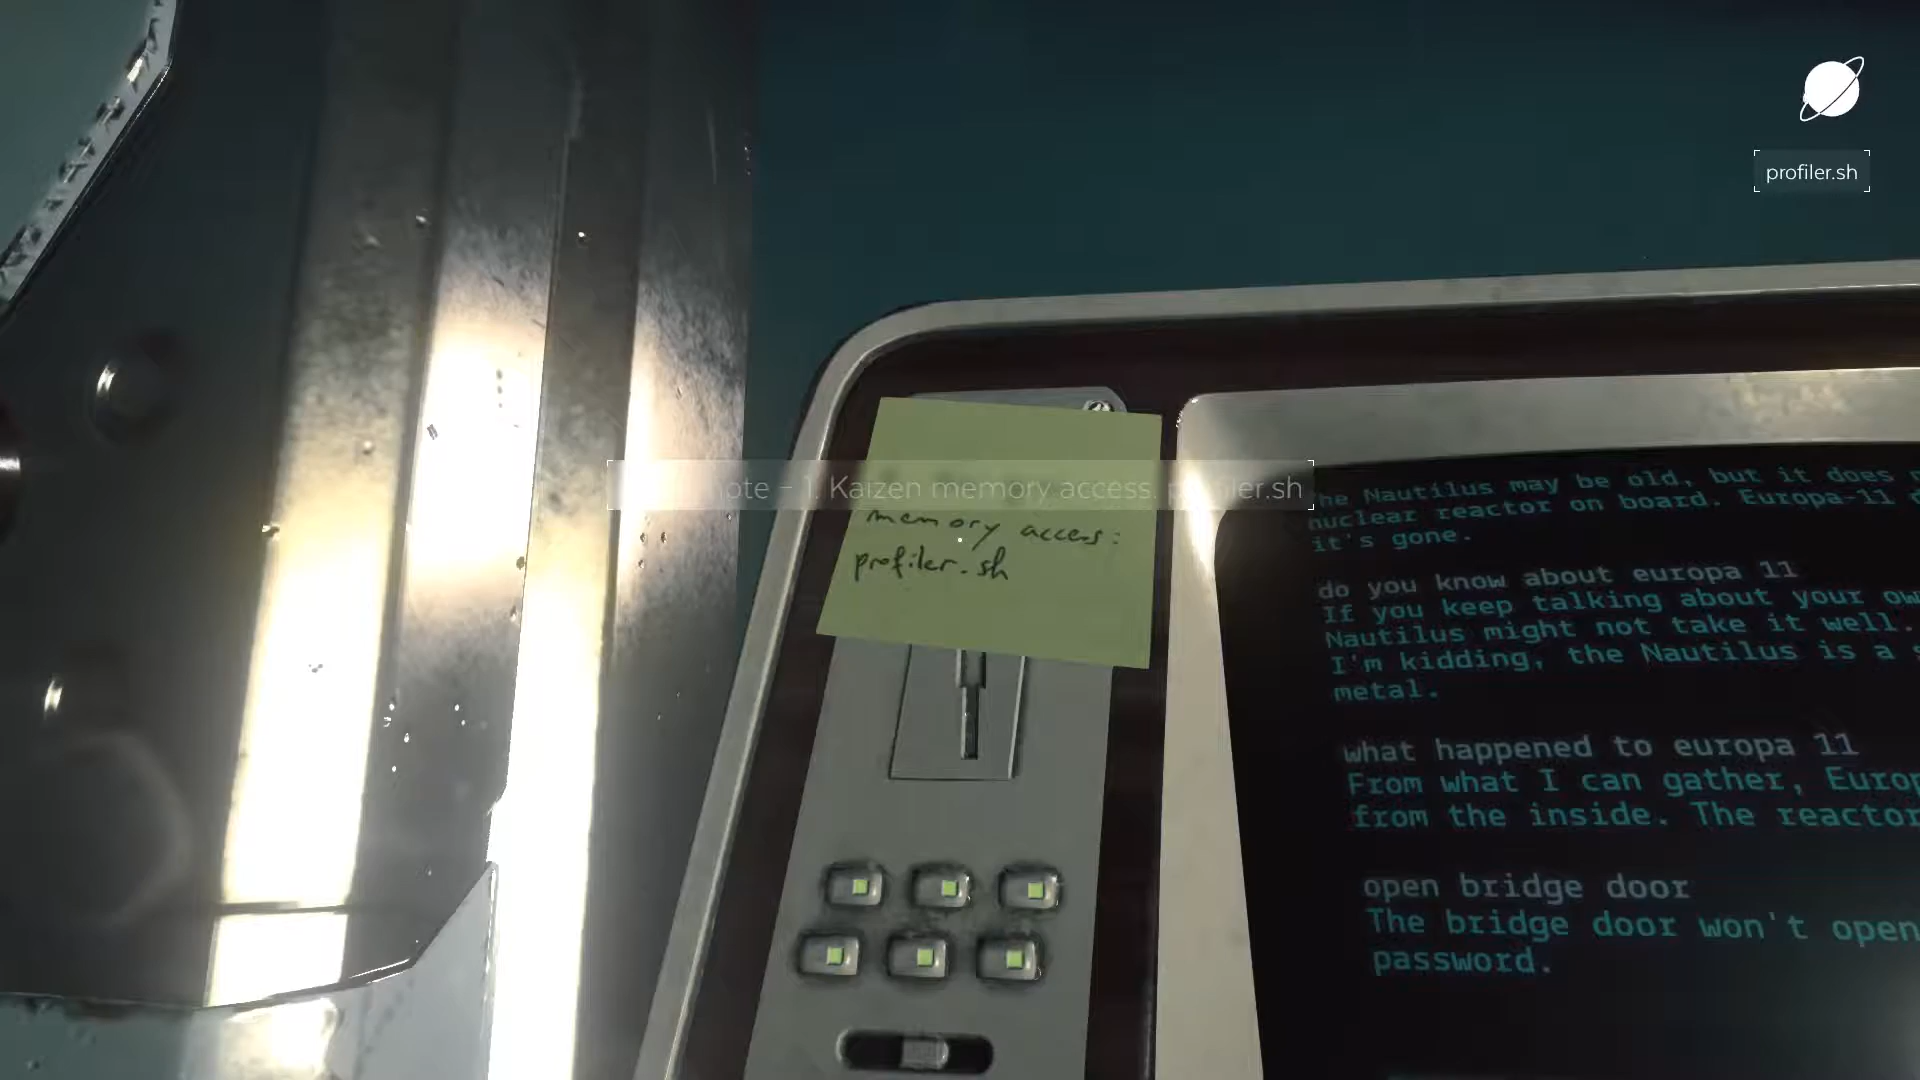 profiler.sh
note – 1. Kaizen memory access. profiler.sh
memory access:
profiler.sh
The Nautilus may be old, but it does
nuclear reactor on board. Europa-11
it's gone.
do you know about europa 11
If you keep talking about your
Nautilus might not take it well.
I'm kidding, the Nautilus is a
metal.
what happened to europa 11
From what I can gather,
from the inside. The reactor
open bridge door
The bridge door won't open
password.